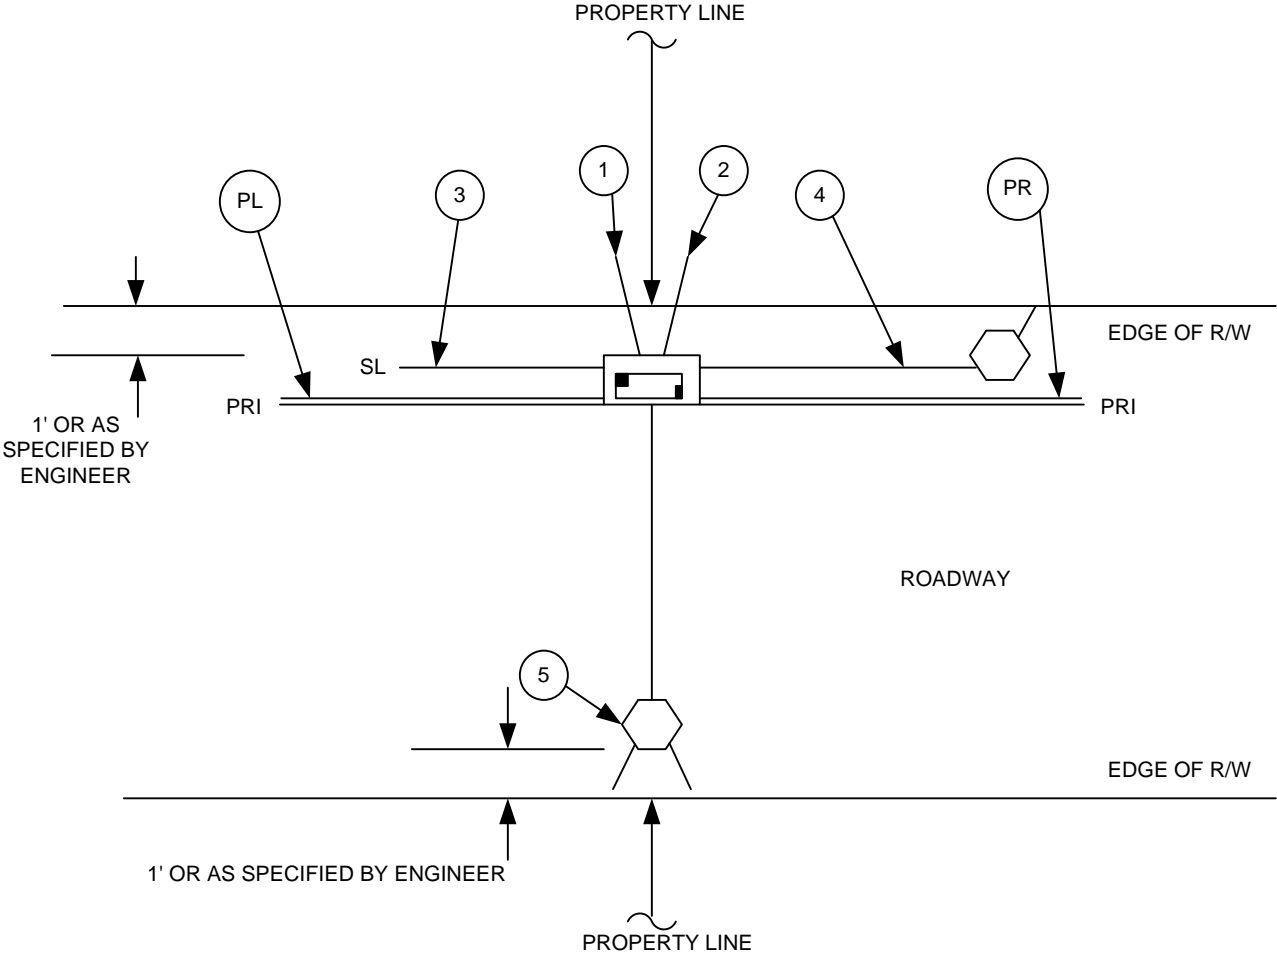 PROPERTY LINE
1
2
PL
3
4
PR
EDGE OF R/W
SL
PRI
PRI
1' OR AS
SPECIFIED BY
ENGINEER
ROADWAY
5
EDGE OF R/W
1' OR AS SPECIFIED BY ENGINEER
PROPERTY LINE